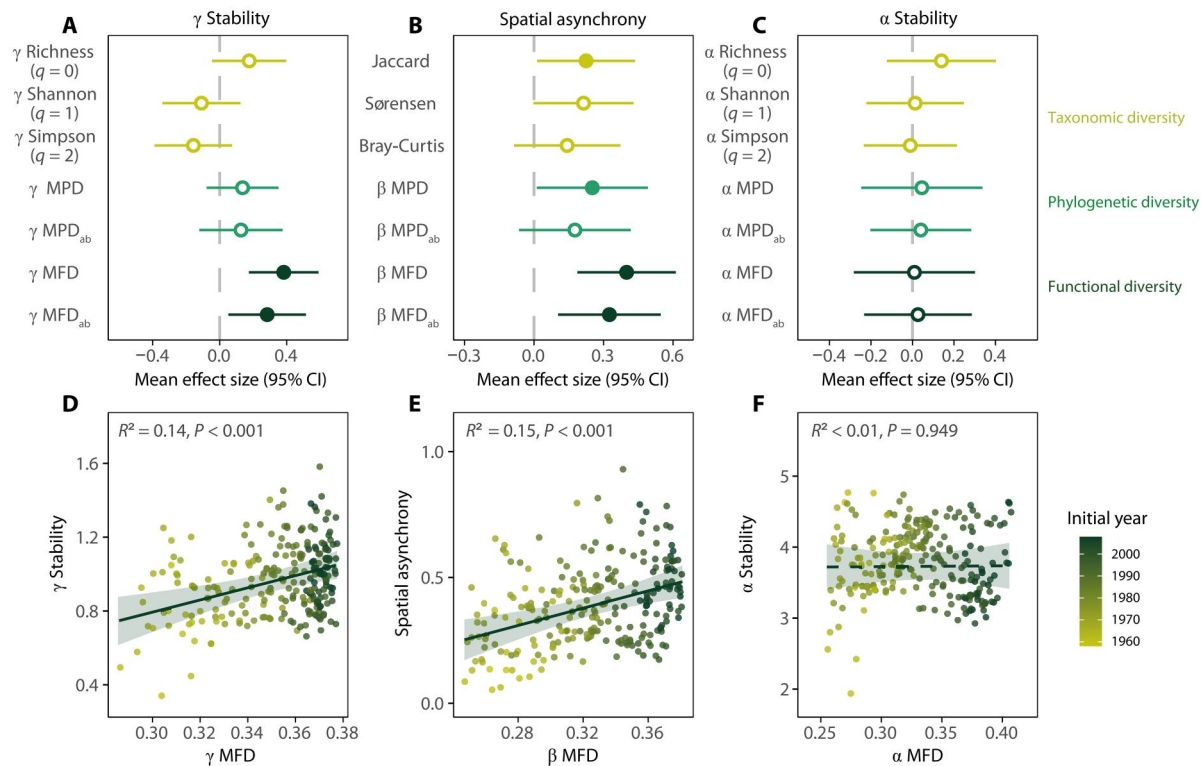 A
γ Stability
γ Richness
(q = 0)
γ Shannon
(q = 1)
γ Simpson
(q = 2)
γ MPD
γ MPDab
γ MFD
γ MFDab
−0.4 0.0 0.4
Mean effect size (95% CI)
B
Spatial asynchrony
Jaccard
Sørensen
Bray-Curtis
β MPD
β MPDab
β MFD
β MFDab
−0.3 0.0 0.3 0.6
Mean effect size (95% CI)
C
α Stability
α Richness
(q = 0)
α Shannon
(q = 1)
α Simpson
(q = 2)
α MPD
α MPDab
α MFD
α MFDab
−0.4 −0.2 0.0 0.2 0.4
Mean effect size (95% CI)
Taxonomic diversity
Phylogenetic diversity
Functional diversity
D
R² = 0.14, P < 0.001
γ Stability
1.6
1.2
0.8
0.4
0.30 0.32 0.34 0.36 0.38
γ MFD
E
R² = 0.15, P < 0.001
Spatial asynchrony
1.0
0.5
0.0
0.28 0.32 0.36
β MFD
F
R² < 0.01, P = 0.949
α Stability
5
4
3
2
0.25 0.30 0.35 0.40
α MFD
Initial year
2000
1990
1980
1970
1960